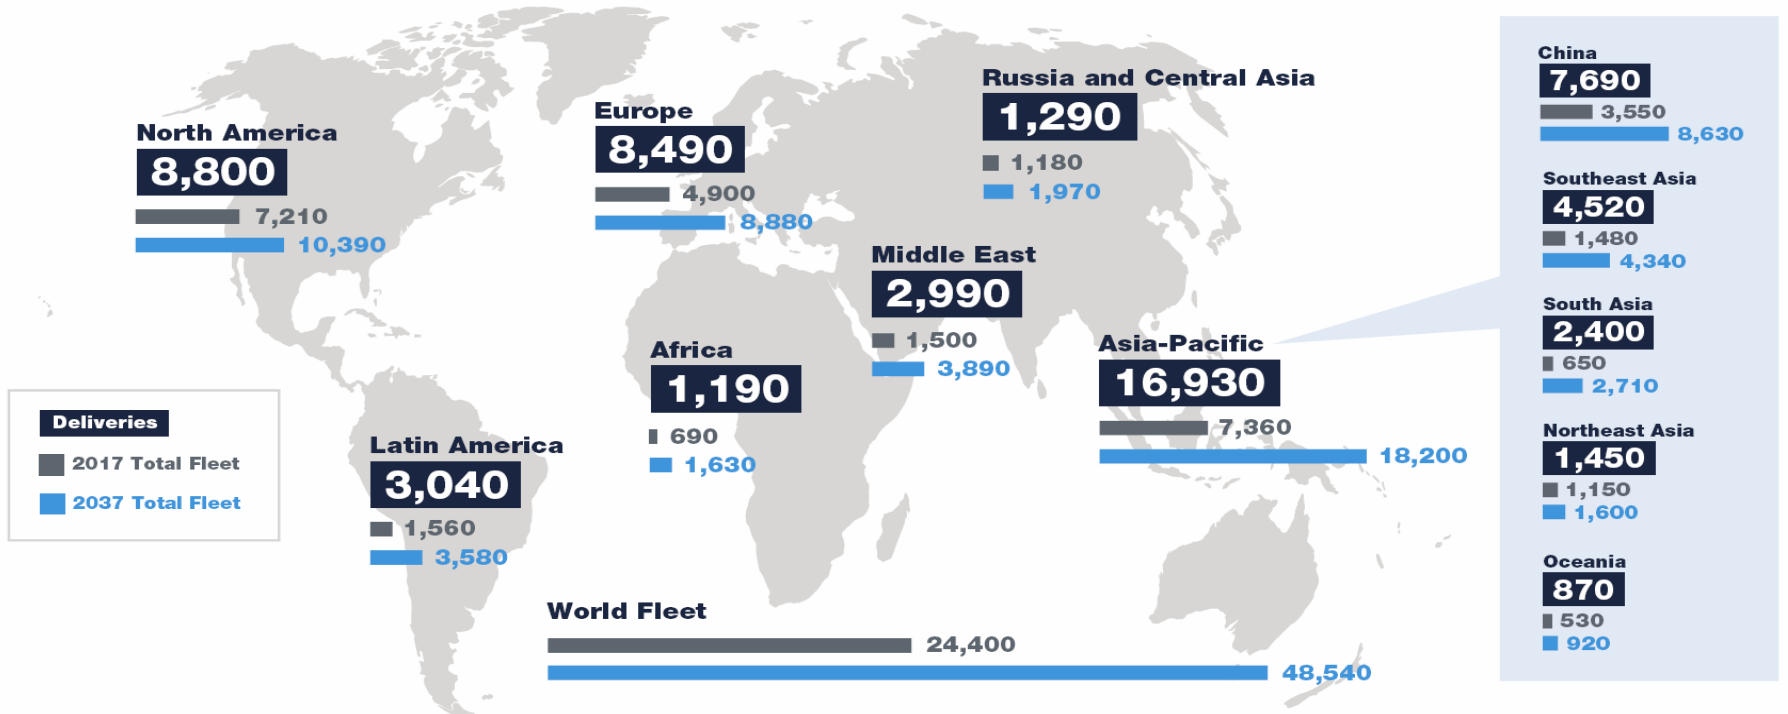 North America
8,800
7,210
10,390
Europe
8,490
4,900
8,880
Russia and Central Asia
1,290
1,180
1,970
Middle East
2,990
1,500
3,890
Africa
1,190
690
1,630
Asia-Pacific
16,930
7,360
18,200
Latin America
3,040
1,560
3,580
Deliveries
2017 Total Fleet
2037 Total Fleet
World Fleet
24,400
48,540
China
7,690
3,550
8,630
Southeast Asia
4,520
1,480
4,340
South Asia
2,400
650
2,710
Northeast Asia
1,450
1,150
1,600
Oceania
870
530
920